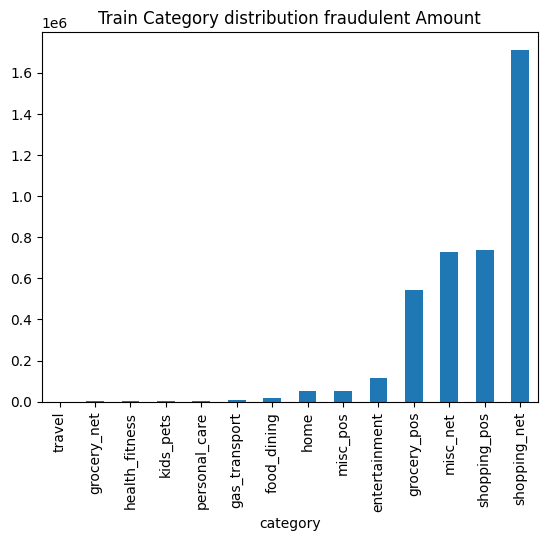 Train Category distribution fraudulent Amount
1e6
1.6
1.4
1.2
1.0
0.8
0.6
0.4
0.2
0.0
travel
grocery_net
health_fitness
kids_pets
personal_care
gas_transport
food_dining
home
misc_pos
entertainment
grocery_pos
misc_net
shopping_pos
shopping_net
category